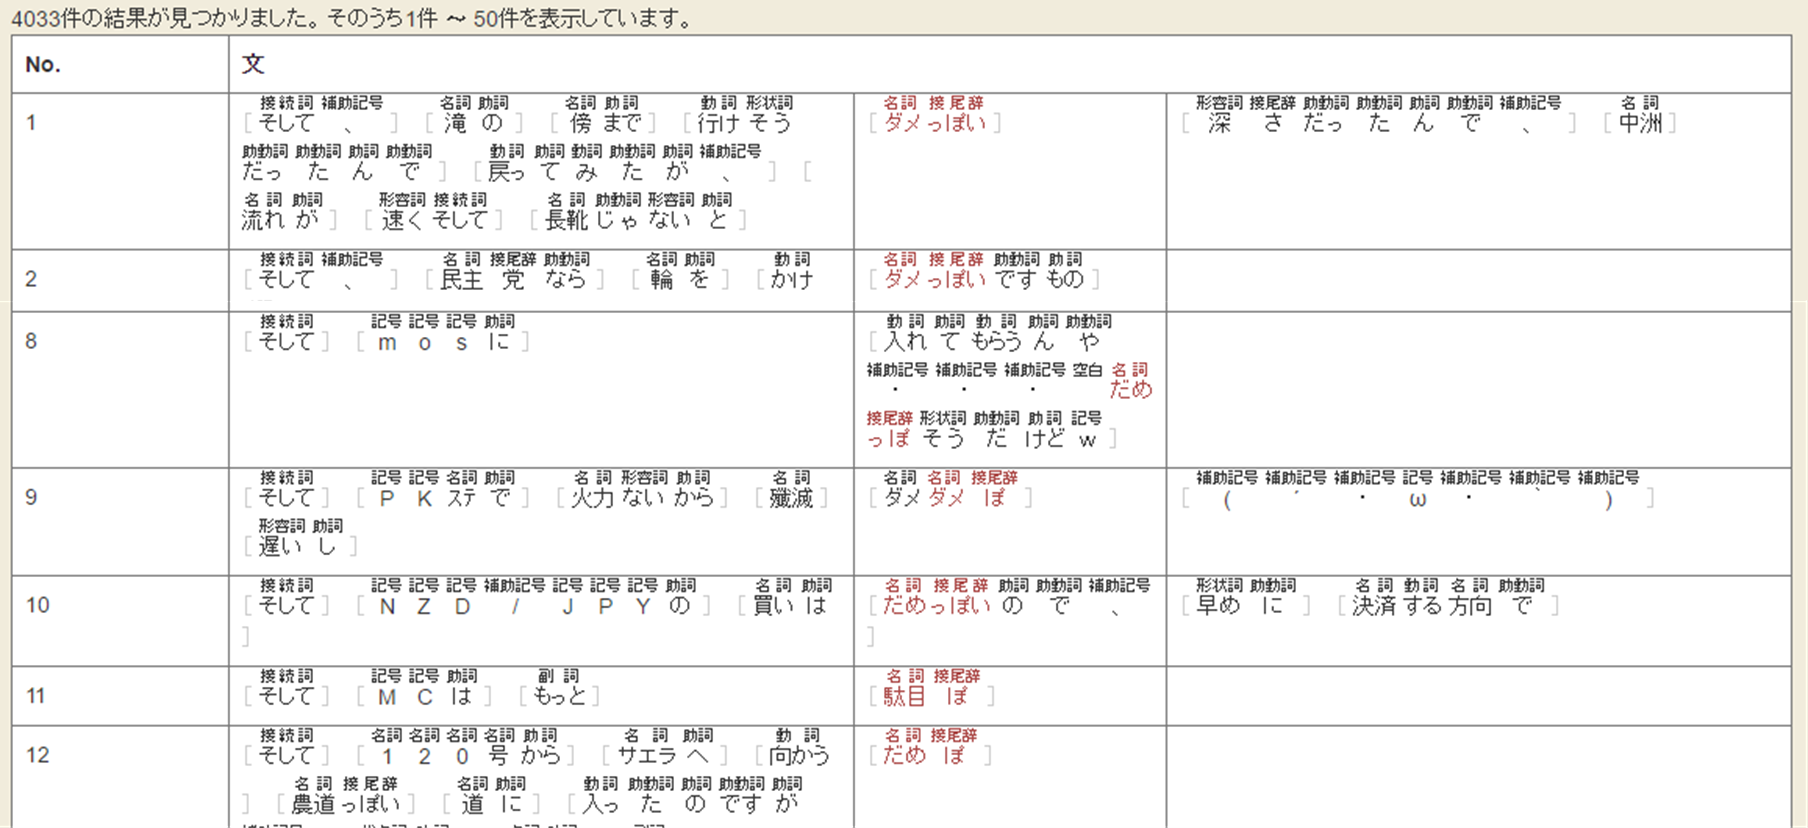 4033件の結果が見つかりました。そのうち1件 ～ 50件を表示しています。
No. 文
1
接続詞 補助記号 名詞 助詞 名詞 助詞 動詞 形状詞
[ そして 、 ] [ 滝 の ] [ 傍 まで ] [ 行け そう
助動詞 助動詞 助詞 助動詞 動詞 助詞 動詞 助動詞 助詞 補助記号
だっ た ん で ] [ 戻っ て み た が 、 ] [
名詞 助詞 形容詞 接続詞 名詞 助動詞 形容詞 助詞
流れ が ] [ 速く そして ] [ 長靴 じゃ ない と ]
名詞 接尾辞
[ ダメ っぽい ]
形容詞 接尾辞 助動詞 助動詞 助詞 助動詞 補助記号 名詞
[ 深 さ だっ た ん で 、 ] [ 中洲 ]
2
接続詞 補助記号 名詞 接尾辞 助動詞 名詞 助詞 動詞
[ そして 、 ] [ 民主 党 なら ] [ 輪 を ] [ かけ
名詞 接尾辞 助動詞 助詞
[ ダメ っぽい です もの ]
8
接続詞 記号 記号 記号 助詞
[ そして ] [ m o s に ]
動詞 助詞 動詞 助詞 助動詞
[ 入れ て もらう ん や
補助記号 補助記号 補助記号 空白 名詞
・ ・ ・ だめ
接尾辞 形状詞 助動詞 助詞 記号
っぽ そう だ けど w ]
9
接続詞 記号 記号 名詞 助詞 名詞 形容詞 助詞 名詞
[ そして ] [ P K ステ で ] [ 火力 ない から ] [ 殲滅 ]
形容詞 助詞
[ 遅い し ]
名詞 名詞 接尾辞
[ ダメ ダメ ぽ ]
補助記号 補助記号 補助記号 記号 補助記号 補助記号 補助記号
[ ( ´ ・ ω ・ ｀ ) ]
10
接続詞 記号 記号 記号 補助記号 記号 記号 記号 助詞 名詞 助詞
[ そして ] [ N Z D / J P Y の ] [ 買い は
]
名詞 接尾辞 助詞 助動詞 補助記号
[ だめ っぽい の で 、
]
形状詞 助動詞 名詞 動詞 名詞 助動詞
[ 早め に ] [ 決済 する 方向 で ]
11
接続詞 記号 記号 助詞 副詞
[ そして ] [ M C は ] [ もっと ]
名詞 接尾辞
[ 駄目 ぽ ]
12
接続詞 名詞 名詞 名詞 名詞 助詞 名詞 助詞 動詞
[ そして ] [ 1 2 0 号 から ] [ サエラ へ ] [ 向かう
名詞 接尾辞 名詞 助詞 動詞 助動詞 助詞 助動詞 助詞
] [ 農道 っぽい ] [ 道 に ] [ 入っ た の です が
名詞 接尾辞
[ だめ ぽ ]